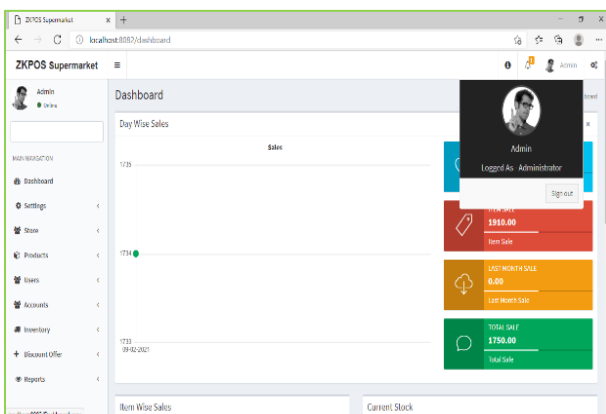 ZKPOS Supermarket
localhost:8082/dashboard
ZKPOS Supermarket
Admin
Admin
Online
Dashboard
Day Wise Sales
Sales
Admin
Logged As Administrator
Sign out
MAIN NAVIGATION
Dashboard
Settings
Store
Products
Users
Accounts
Inventory
Discount Offer
Reports
1735
1734
1733
09-02-2021
1910.00
Item Sale
LAST MONTH SALE
0.00
Last Month Sale
TOTAL SALE
1750.00
Total Sale
Item Wise Sales
Current Stock